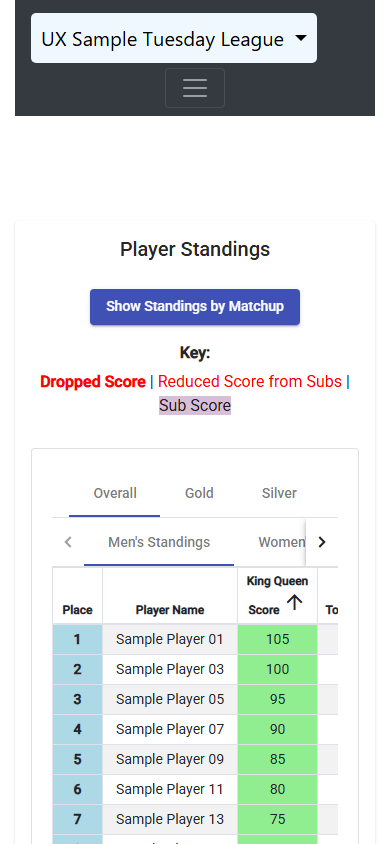 UX Sample Tuesday League
Player Standings
Show Standings by Matchup
Key:
Dropped Score | Reduced Score from Subs |
Sub Score
Overall Gold Silver
Men's Standings Women
King Queen
Place Player Name Score To
1 Sample Player 01 105
2 Sample Player 03 100
3 Sample Player 05 95
4 Sample Player 07 90
5 Sample Player 09 85
6 Sample Player 11 80
7 Sample Player 13 75